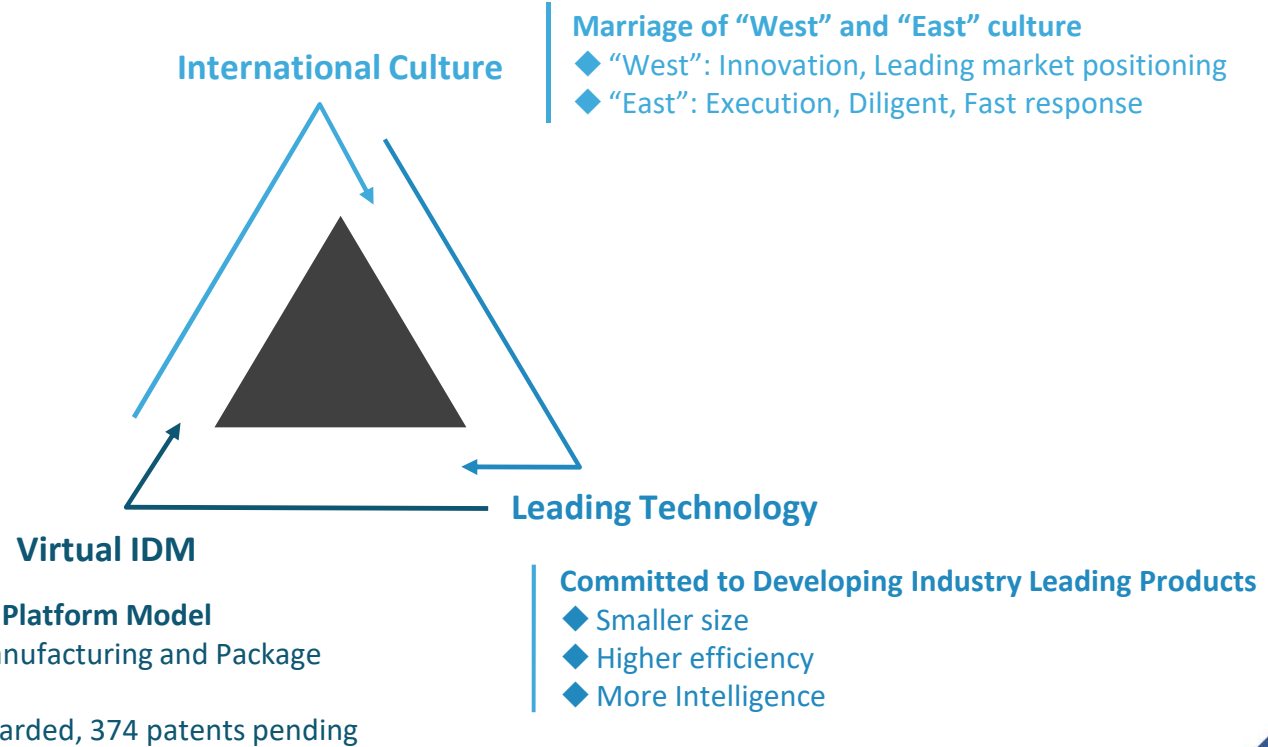 Marriage of “West” and “East” culture
International Culture
“West”: Innovation, Leading market positioning
“East”: Execution, Diligent, Fast response
Leading Technology
Virtual IDM
Committed to Developing Industry Leading Products
Smaller size
Higher efficiency
More Intelligence
Platform Model
and Package
374 patents pending